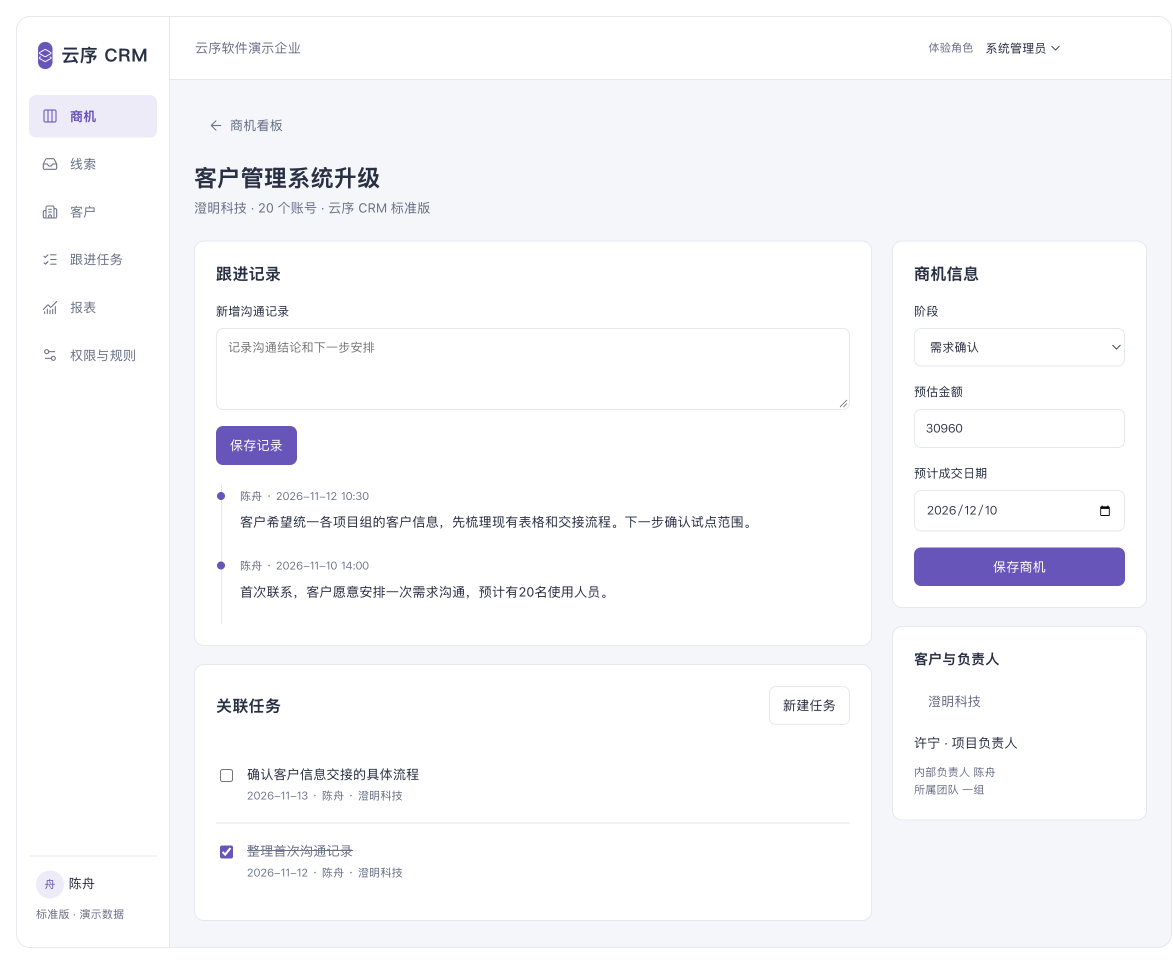 云序 CRM
商机
线索
客户
跟进任务
报表
权限与规则
舟 陈舟
标准版 · 演示数据
云序软件演示企业
体验角色 系统管理员
← 商机看板
客户管理系统升级
澄明科技 · 20 个账号 · 云序 CRM 标准版
跟进记录
新增沟通记录
记录沟通结论和下一步安排
保存记录
陈舟 · 2026-11-12 10:30
客户希望统一各项目组的客户信息，先梳理现有表格和交接流程。下一步确认试点范围。
陈舟 · 2026-11-10 14:00
首次联系，客户愿意安排一次需求沟通，预计有20名使用人员。
关联任务
新建任务
确认客户信息交接的具体流程
2026-11-13 · 陈舟 · 澄明科技
整理首次沟通记录
2026-11-12 · 陈舟 · 澄明科技
商机信息
阶段
需求确认
预估金额
30960
预计成交日期
2026/12/10
保存商机
客户与负责人
澄明科技
许宁 · 项目负责人
内部负责人 陈舟
所属团队 一组